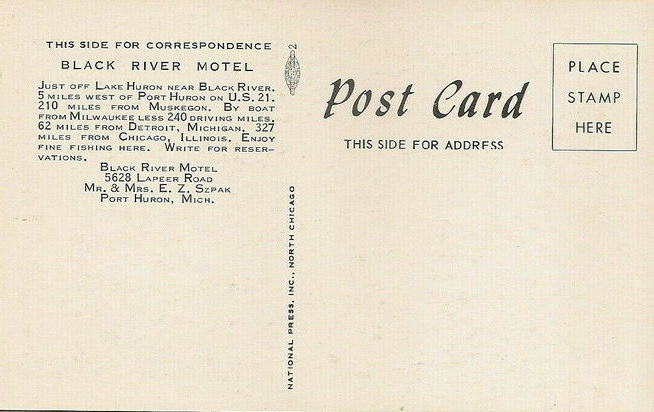 THIS SIDE FOR CORRESPONDENCE
BLACK RIVER MOTEL
JUST OFF LAKE HURON NEAR BLACK RIVER.
5 MILES WEST OF PORT HURON ON U.S. 21.
210 MILES FROM MUSKEGON. BY BOAT
FROM MILWAUKEE LESS 240 DRIVING MILES.
62 MILES FROM DETROIT, MICHIGAN. 327
MILES FROM CHICAGO, ILLINOIS. ENJOY
FINE FISHING HERE. WRITE FOR RESER-
VATIONS.
BLACK RIVER MOTEL
5628 LAPEER ROAD
MR. & MRS. E. Z. SZPAK
PORT HURON, MICH.
2
NATIONAL PRESS, INC., NORTH CHICAGO
Post Card
THIS SIDE FOR ADDRESS
PLACE
STAMP
HERE